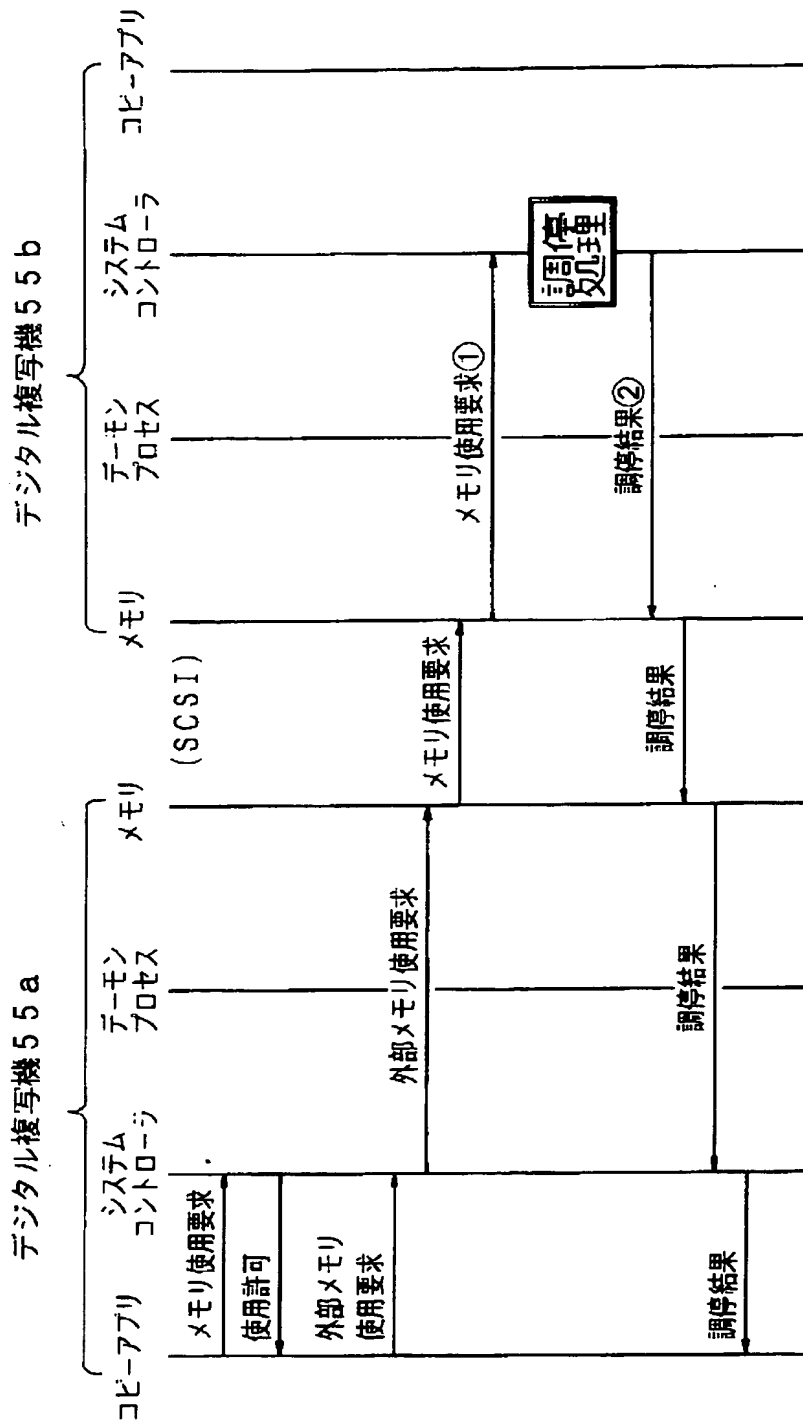 デジタル複写機55a
デジタル複写機55b
コピーアプリ
システム
コントローラ
デーモン
プロセス
メモリ
(SCSI)
メモリ
デーモン
プロセス
システム
コントローラ
コピーアプリ
メモリ使用要求
使用許可
外部メモリ
使用要求
外部メモリ使用要求
メモリ使用要求
メモリ使用要求①
調停
処理
調停結果②
調停結果
調停結果
調停結果